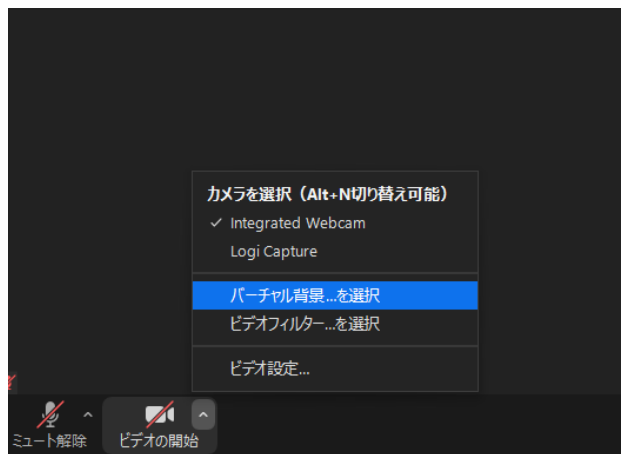 カメラを選択（Alt+N切り替え可能）
✓ Integrated Webcam
Logi Capture
バーチャル背景...を選択
ビデオフィルター...を選択
ビデオ設定...
ミュート解除 ビデオの開始